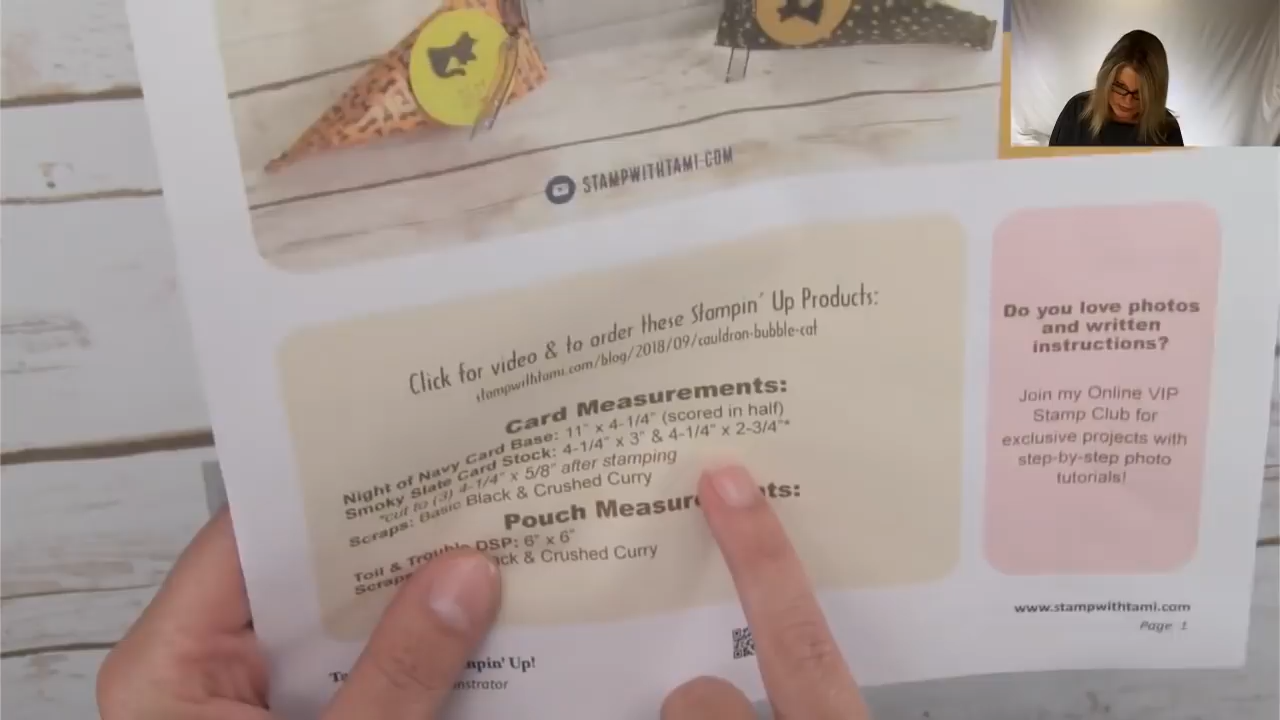 STAMPWITHTAMI.COM
Click for video & to order these Stampin' Up Products:
stampwithtami.com/blog/2018/09/cauldron-bubble-cat
Card Measurements:
Night of Navy Card Base: 11" x 4-1/4" (scored in half)
Smoky Slate Card Stock: 4-1/4" x 3" & 4-1/4" x 2-3/4"*
*cut to (3) 4-1/4" x 5/8" after stamping
Scraps: Basic Black & Crushed Curry
Pouch Measur ts:
Toil & Trouble DSP: 6" x 6"
Scraps ack & Crushed Curry
Do you love photos
and written
instructions?
Join my Online VIP
Stamp Club for
exclusive projects with
step-by-step photo
tutorials!
www.stampwithtami.com
Page 1
Te mpin' Up!
onstrator